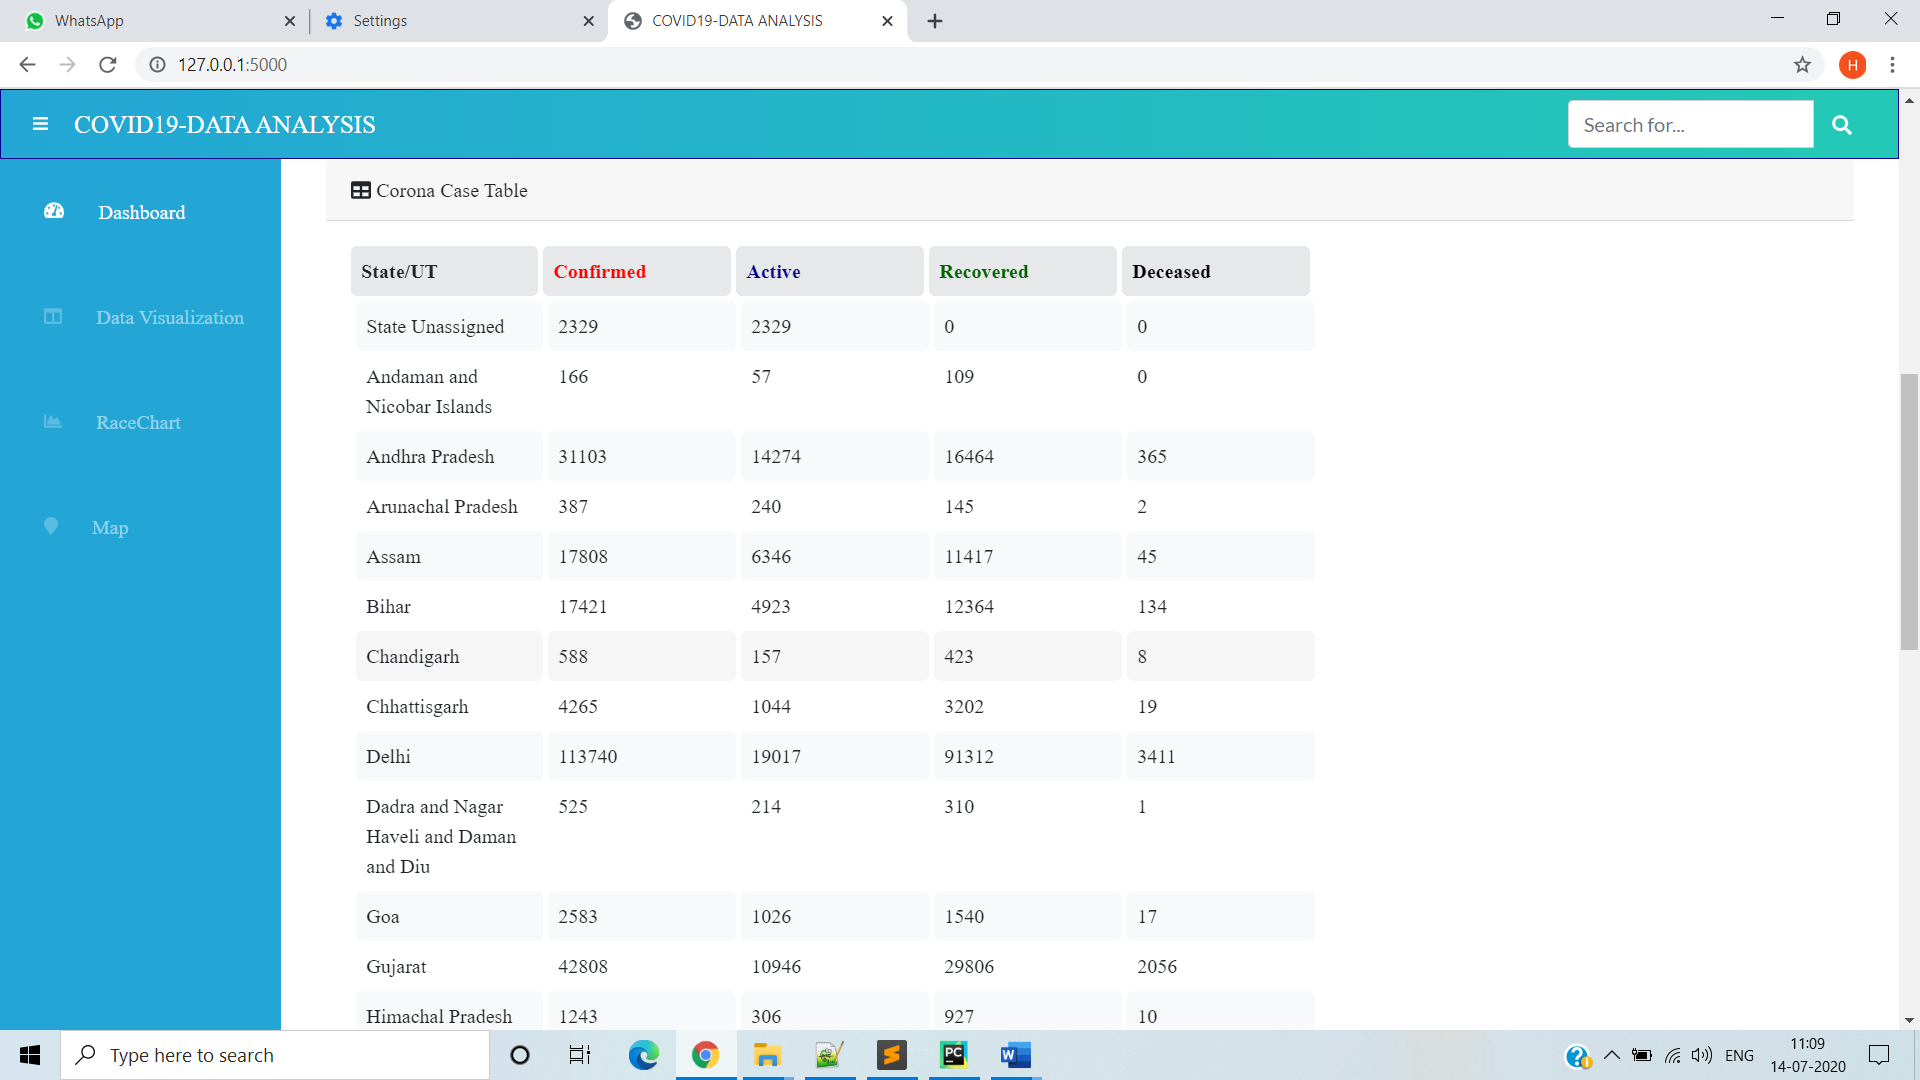 WhatsApp
Settings
COVID19-DATA ANALYSIS
127.0.0.1:5000
H
COVID19-DATA ANALYSIS
Search for...
Dashboard
Data Visualization
RaceChart
Map
Corona Case Table
State/UT Confirmed Active Recovered Deceased
State Unassigned 2329 2329 0 0
Andaman and 166 57 109 0
Nicobar Islands
Andhra Pradesh 31103 14274 16464 365
Arunachal Pradesh 387 240 145 2
Assam 17808 6346 11417 45
Bihar 17421 4923 12364 134
Chandigarh 588 157 423 8
Chhattisgarh 4265 1044 3202 19
Delhi 113740 19017 91312 3411
Dadra and Nagar 525 214 310 1
Haveli and Daman
and Diu
Goa 2583 1026 1540 17
Gujarat 42808 10946 29806 2056
Himachal Pradesh 1243 306 927 10
Type here to search
PC
W
ENG
11:09
14-07-2020